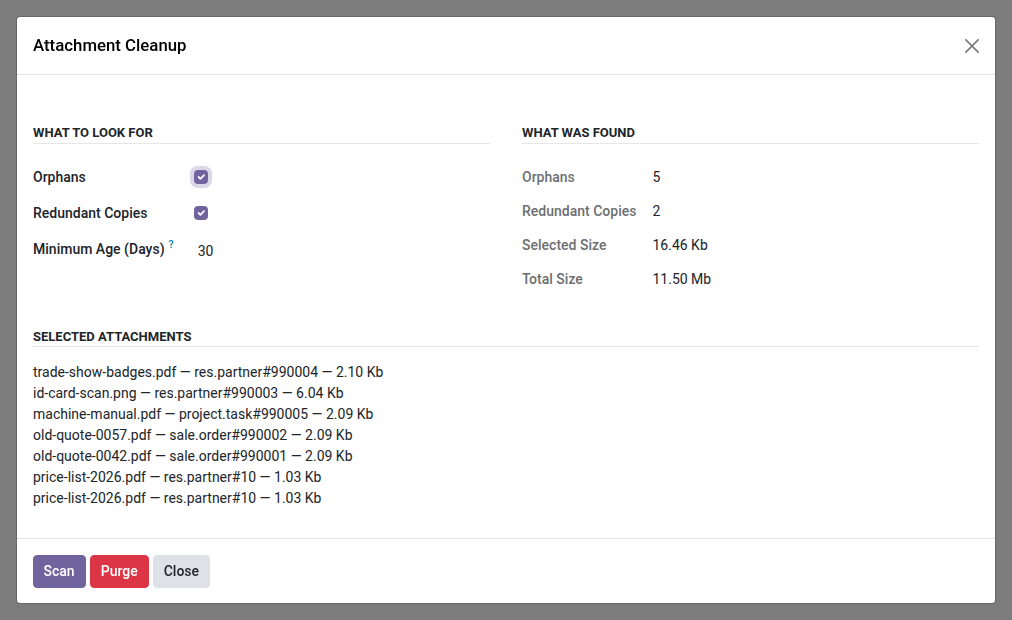 Attachment Cleanup
WHAT TO LOOK FOR
Orphans
Redundant Copies
Minimum Age (Days) ?
30
WHAT WAS FOUND
Orphans 5
Redundant Copies 2
Selected Size 16.46 Kb
Total Size 11.50 Mb
SELECTED ATTACHMENTS
trade-show-badges.pdf — res.partner#990004 — 2.10 Kb
id-card-scan.png — res.partner#990003 — 6.04 Kb
machine-manual.pdf — project.task#990005 — 2.09 Kb
old-quote-0057.pdf — sale.order#990002 — 2.09 Kb
old-quote-0042.pdf — sale.order#990001 — 2.09 Kb
price-list-2026.pdf — res.partner#10 — 1.03 Kb
price-list-2026.pdf — res.partner#10 — 1.03 Kb
Scan Purge Close